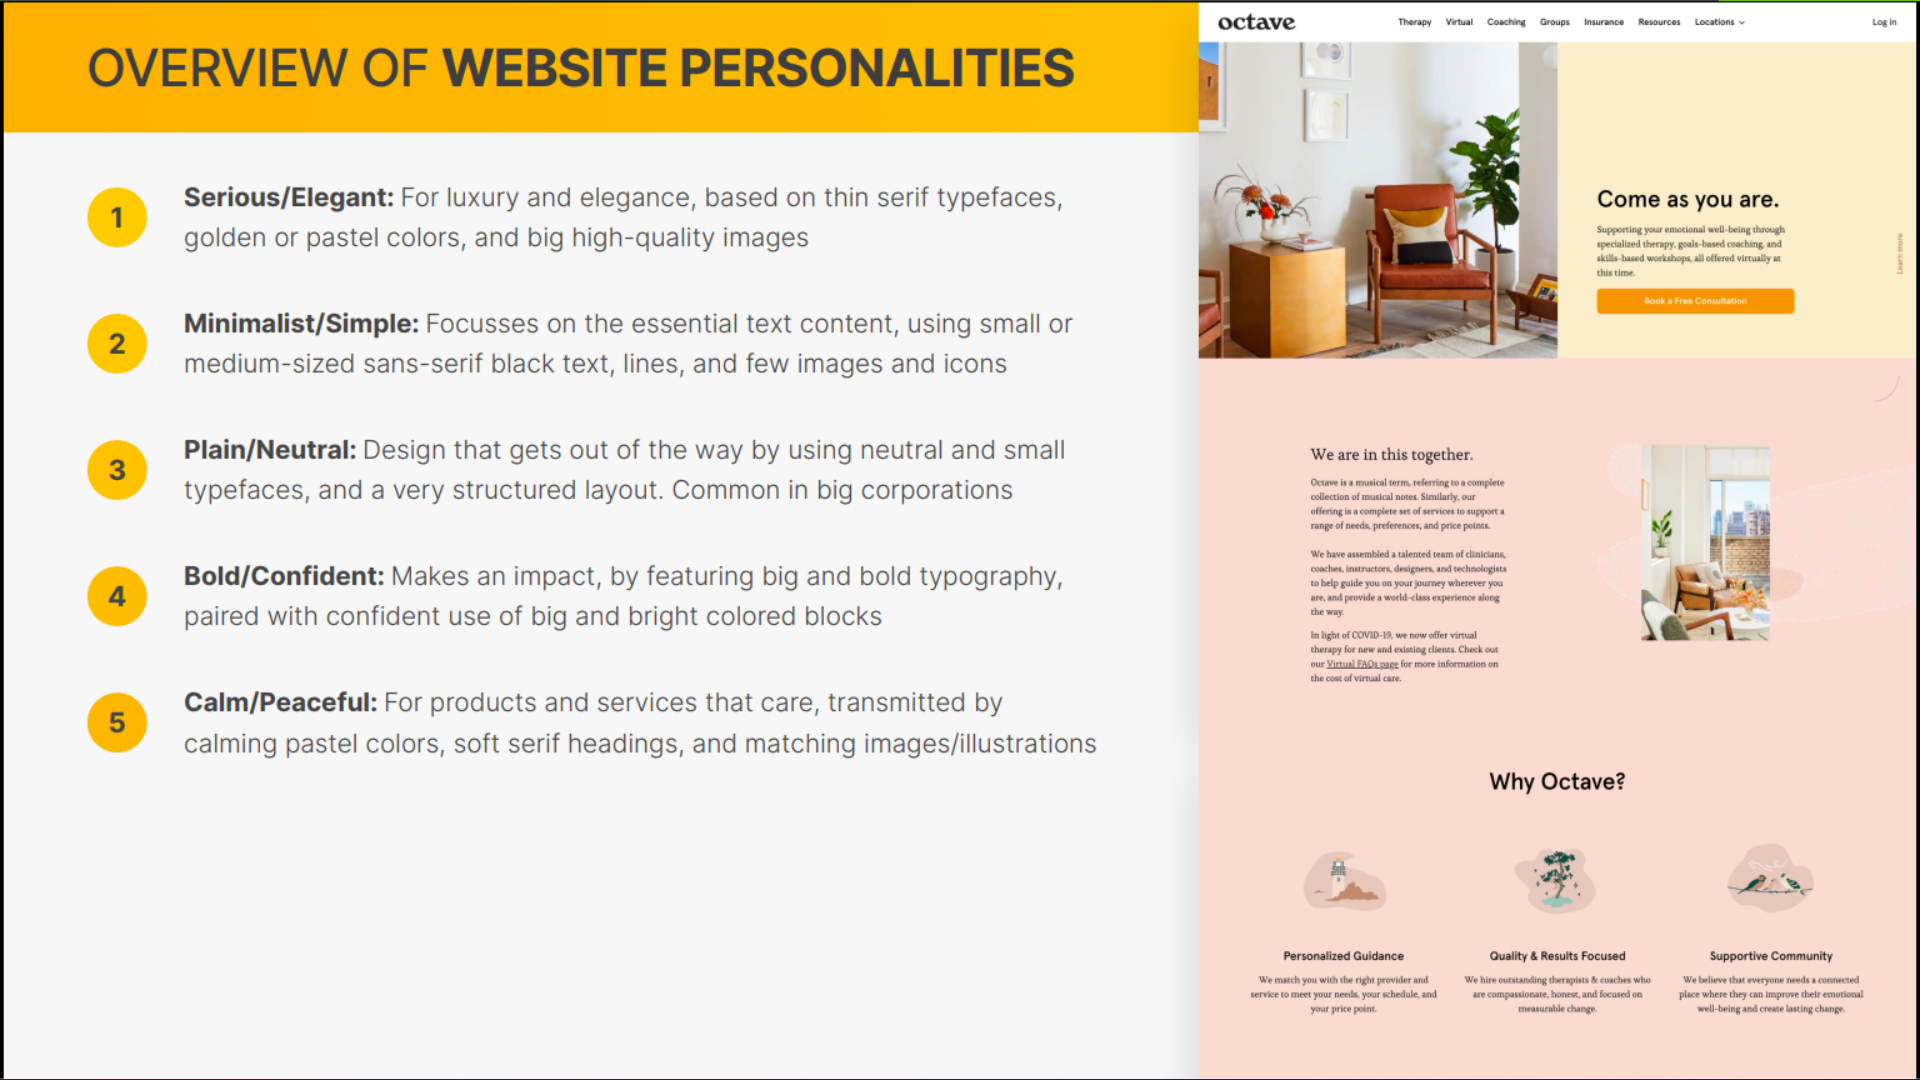 OVERVIEW OF WEBSITE PERSONALITIES
1
Serious/Elegant: For luxury and elegance, based on thin serif typefaces,
golden or pastel colors, and big high-quality images
2
Minimalist/Simple: Focusses on the essential text content, using small or
medium-sized sans-serif black text, lines, and few images and icons
3
Plain/Neutral: Design that gets out of the way by using neutral and small
typefaces, and a very structured layout. Common in big corporations
4
Bold/Confident: Makes an impact, by featuring big and bold typography,
paired with confident use of big and bright colored blocks
5
Calm/Peaceful: For products and services that care, transmitted by
calming pastel colors, soft serif headings, and matching images/illustrations
octave
Therapy Virtual Coaching Groups Insurance Resources Locations Log in
Come as you are.
Supporting your emotional well-being through
specialized therapy, goals-based coaching, and
skills-based workshops, all offered virtually at
this time.
Book a Free Consultation
Learn more
We are in this together.
Octave is a musical term, referring to a complete
collection of musical notes. Similarly, our
offering is a complete set of services to support a
range of needs, preferences, and price points.
We have assembled a talented team of clinicians,
coaches, instructors, designers, and technologists
to help guide you on your journey wherever you
are, and provide a world-class experience along
the way.
In light of COVID-19, we now offer virtual
therapy for new and existing clients. Check out
our Virtual FAQs page for more information on
the cost of virtual care.
Why Octave?
Personalized Guidance
We match you with the right provider and
service to meet your needs, your schedule, and
your price point.
Quality & Results Focused
We hire outstanding therapists & coaches who
are compassionate, honest, and focused on
measurable change.
Supportive Community
We believe that everyone needs a connected
place where they can improve their emotional
well-being and create lasting change.